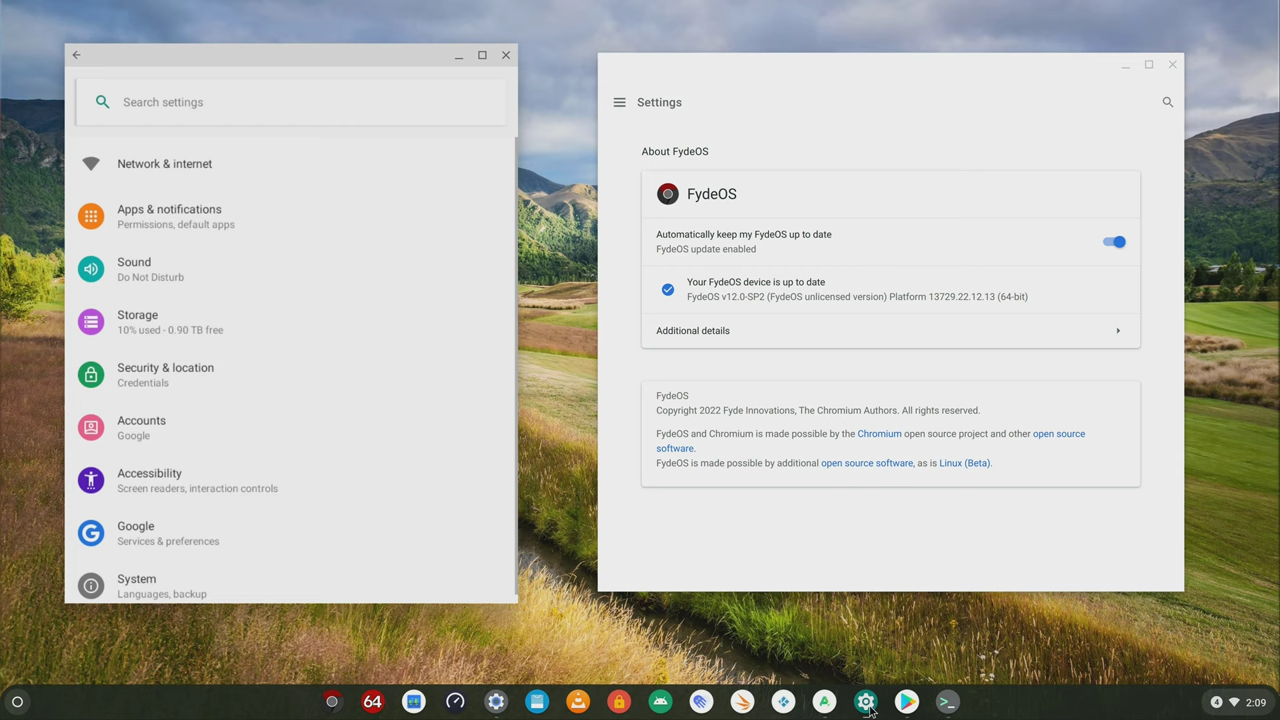 Search settings
Network & internet
Apps & notifications
Permissions, default apps
Sound
Do Not Disturb
Storage
10% used - 0.90 TB free
Security & location
Credentials
Accounts
Google
Accessibility
Screen readers, interaction controls
Google
Services & preferences
System
Languages, backup
Settings
About FydeOS
FydeOS
Automatically keep my FydeOS up to date
FydeOS update enabled
Your FydeOS device is up to date
FydeOS v12.0-SP2 (FydeOS unlicensed version) Platform 13729.22.12.13 (64-bit)
Additional details
FydeOS
Copyright 2022 Fyde Innovations, The Chromium Authors. All rights reserved.
FydeOS and Chromium is made possible by the Chromium open source project and other open source
software.
FydeOS is made possible by additional open source software, as is Linux (Beta).
64
A
4 2:09